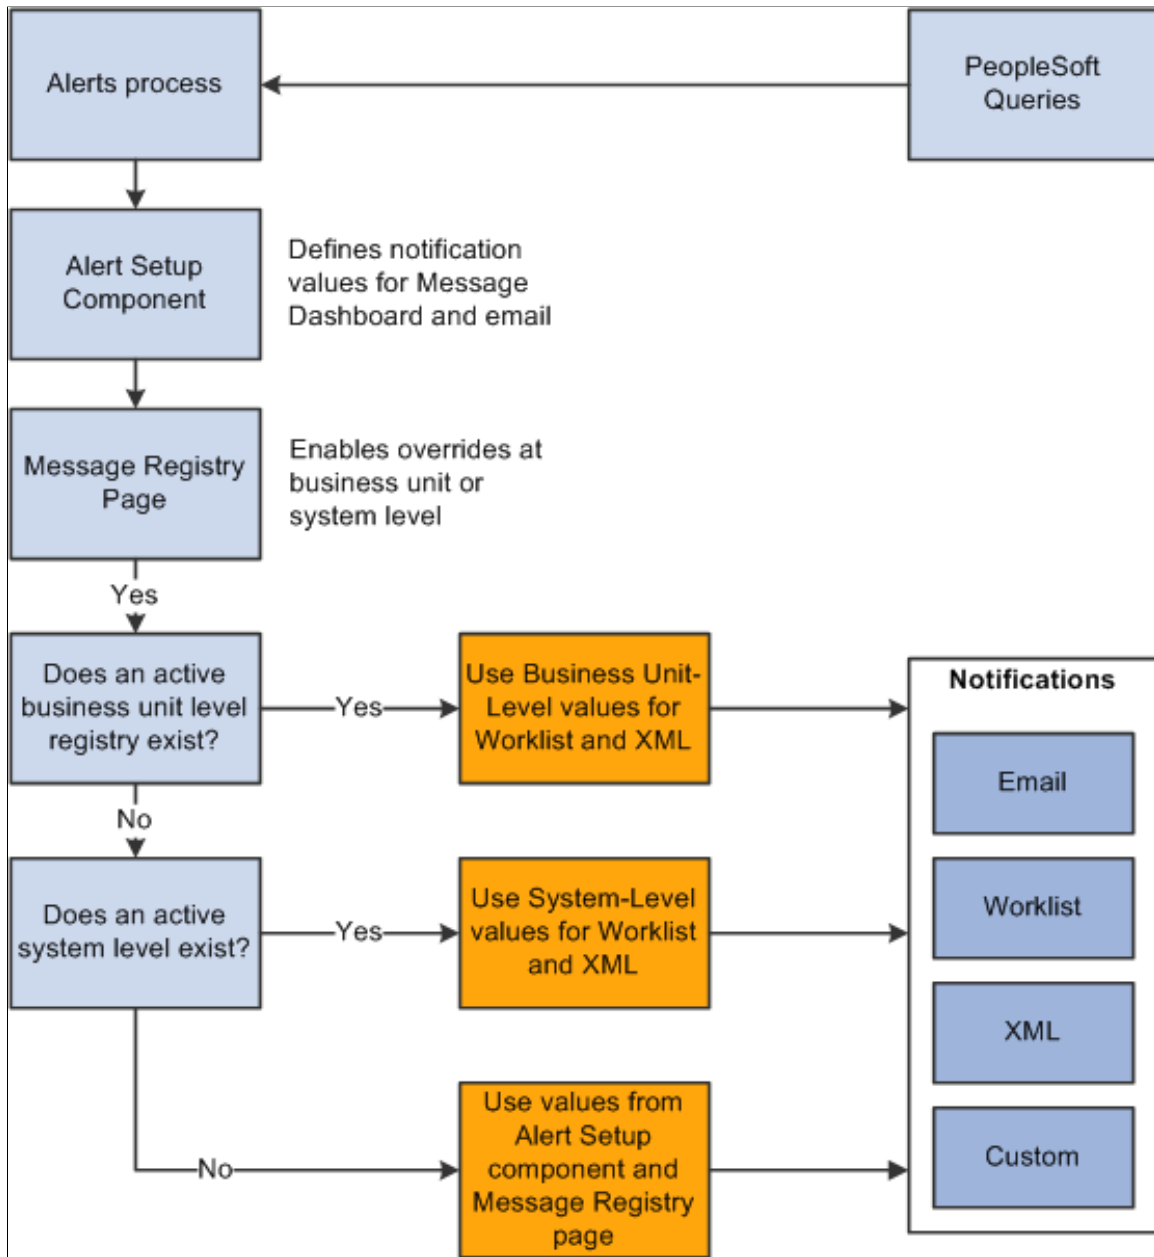 Alerts process
PeopleSoft
Queries
Alert Setup
Component
Defines notification
values for Message
Dashboard and email
Message Registry
Page
Enables overrides at
business unit or
system level
Yes
Does an active
business unit level
registry exist?
Yes
Use Business Unit-
Level values for
Worklist and XML
Notifications
Email
No
Worklist
Does an active
system level exist?
Yes
Use System-Level
values for Worklist
and XML
XML
No
Use values from
Alert Setup
component and
Message Registry
page
Custom